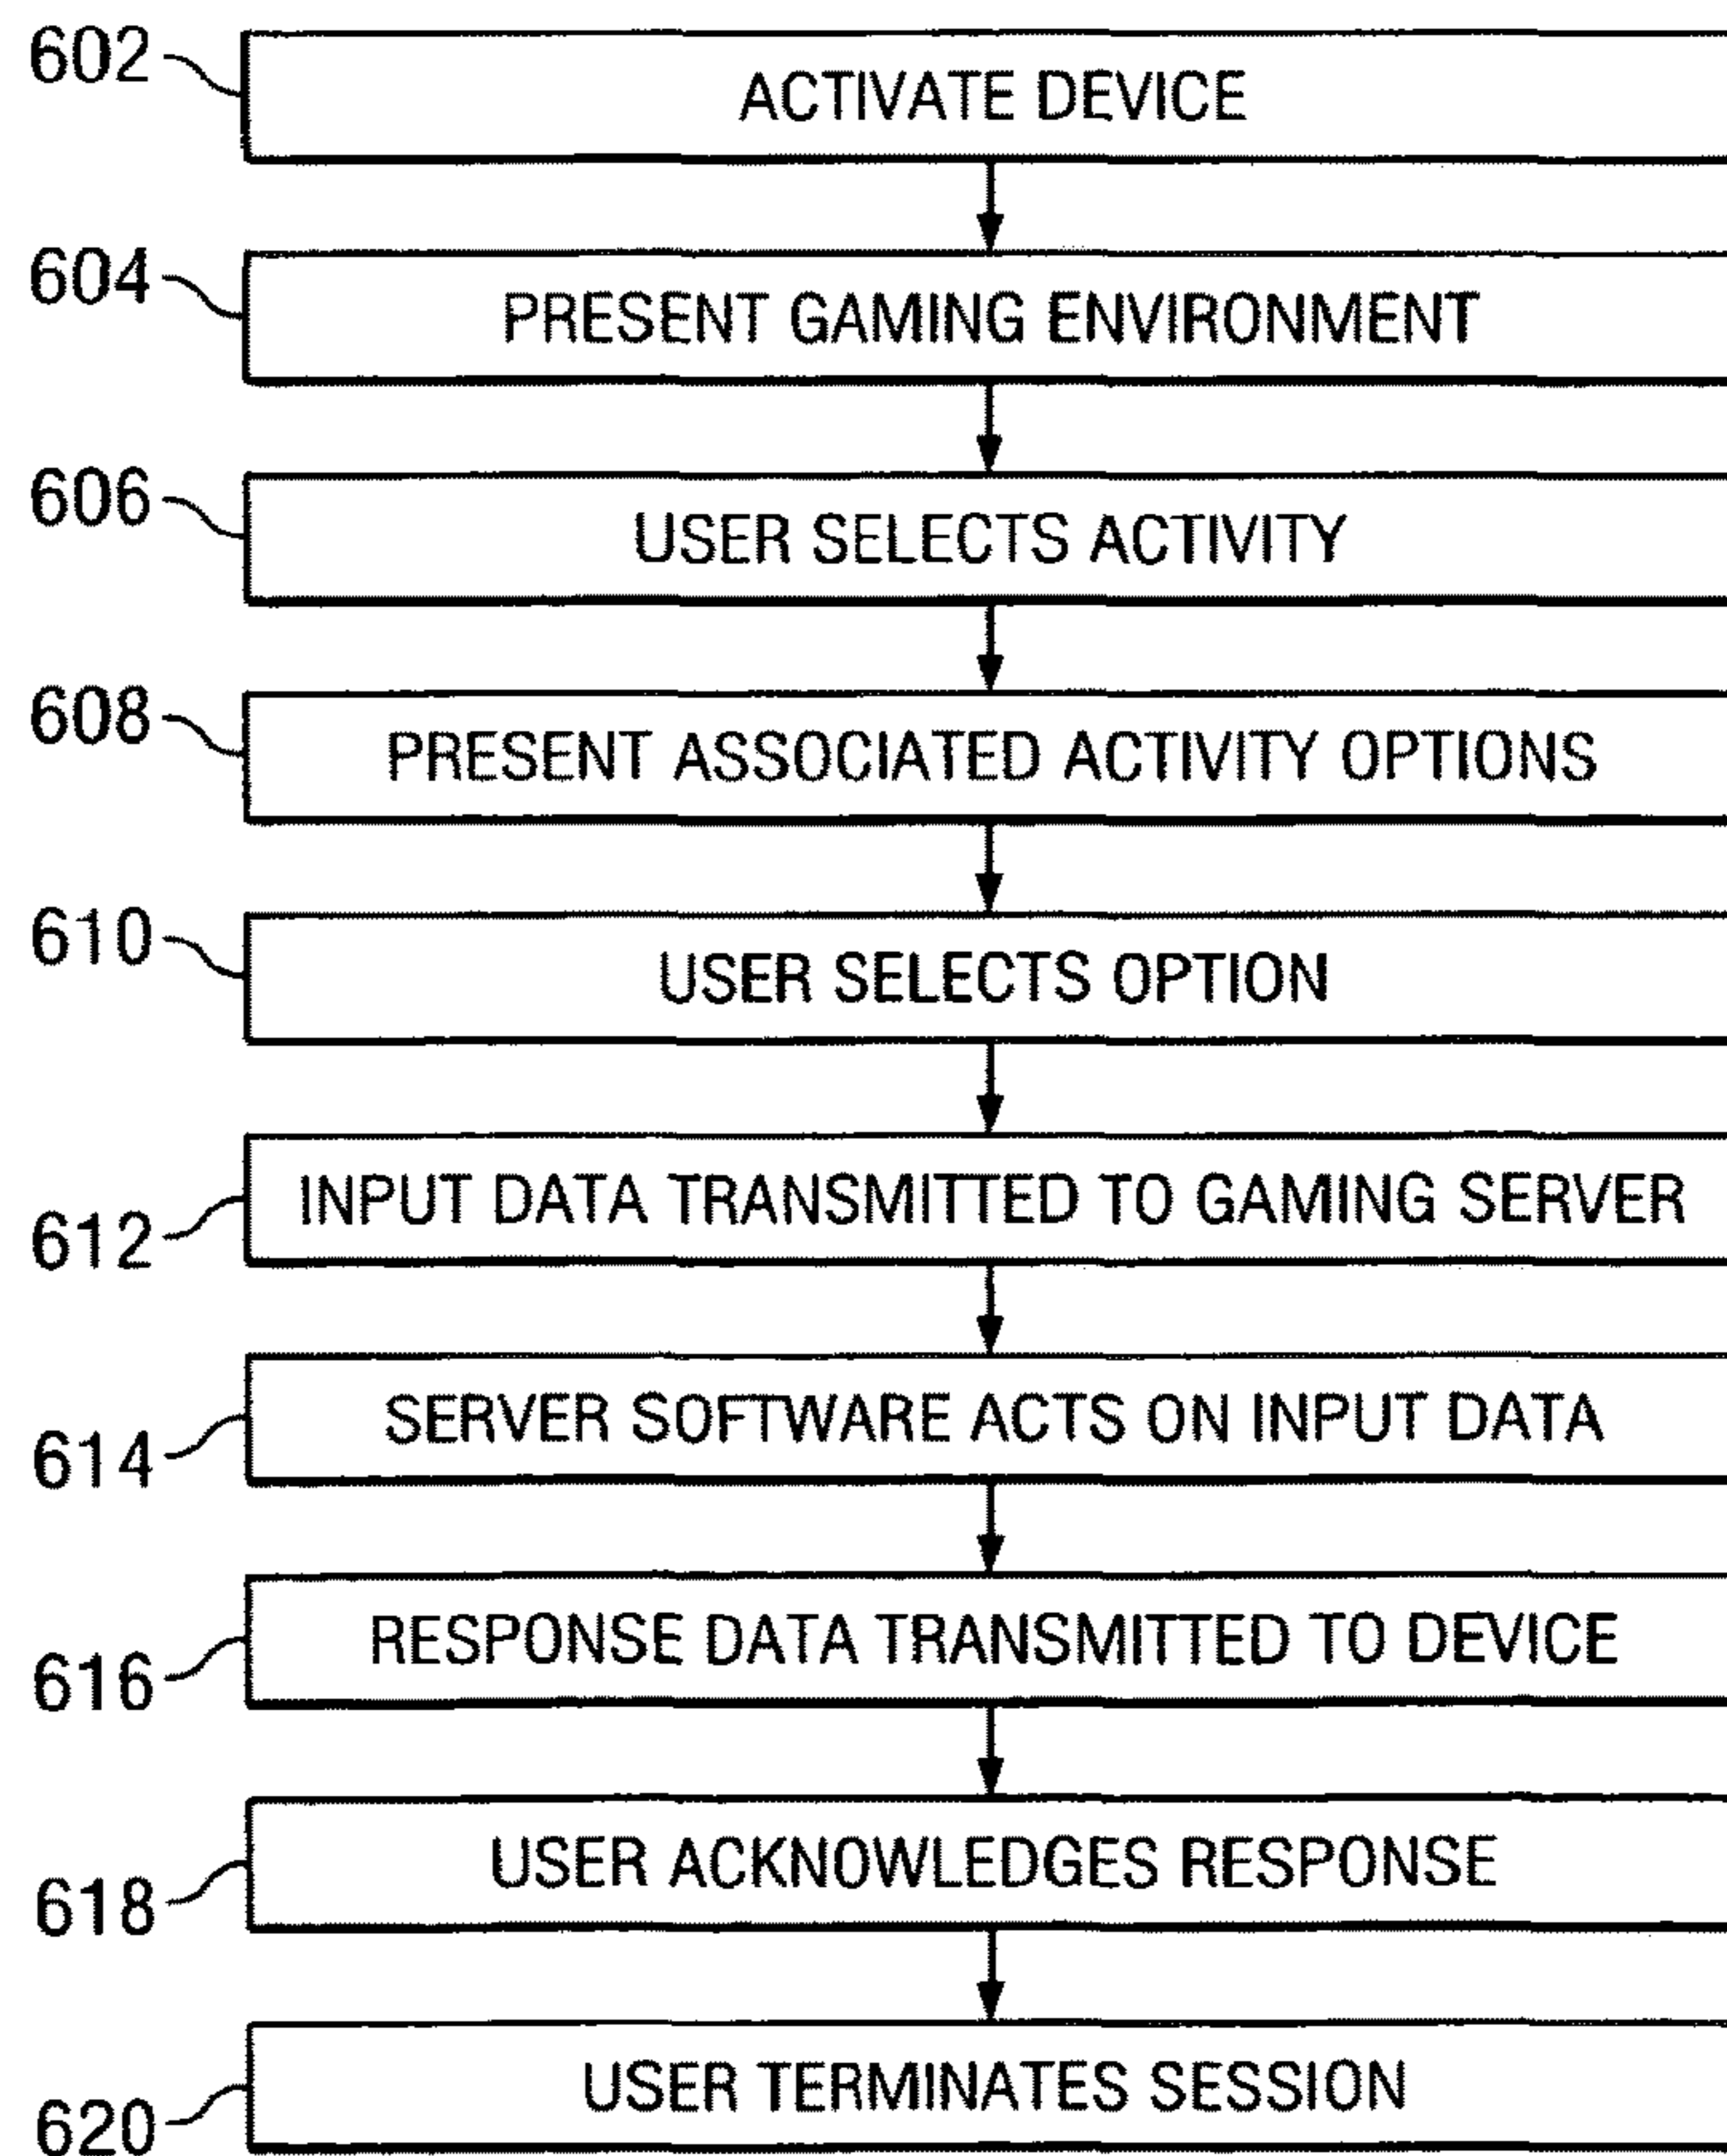 602 ACTIVATE DEVICE
604 PRESENT GAMING ENVIRONMENT
606 USER SELECTS ACTIVITY
608 PRESENT ASSOCIATED ACTIVITY OPTIONS
610 USER SELECTS OPTION
612 INPUT DATA TRANSMITTED TO GAMING SERVER
614 SERVER SOFTWARE ACTS ON INPUT DATA
616 RESPONSE DATA TRANSMITTED TO DEVICE
618 USER ACKNOWLEDGES RESPONSE
620 USER TERMINATES SESSION